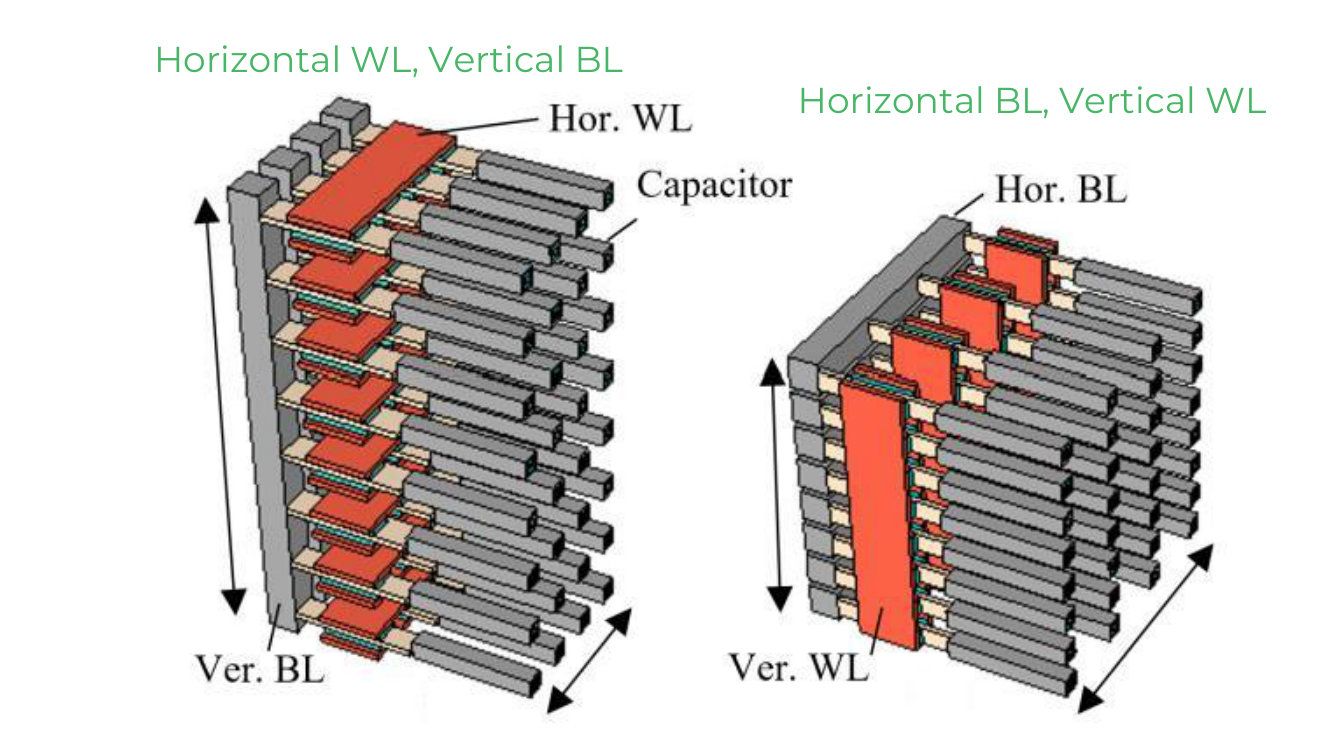 Horizontal WL, Vertical BL
Horizontal BL, Vertical WL
Hor. WL
Capacitor
Hor. BL
Ver. BL
Ver. WL